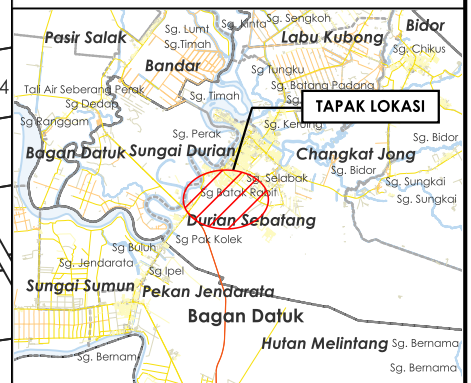 Sg. Lumt
Sg. Kinta
Sg. Sengkoh
Bidor
Pasir Salak
Sg.Timah
Labu Kubong
Sg. Chikus
Bandar
Sg Tungku
4
Tali Air Seberang Perak
Sg. Timah
Sg. Batang Padang
Sg Dedap
Sg.
TAPAK LOKASI
Sg Ranggam
Sg. Perak
Sg. Keruing
Sg. Bidor
Bagan Datuk
Sungai Durian
Changkat Jong
Sg. Selabak
Sg. Bidor
Sg. Sungkai
Sg Batak Rabit
Sg. Sungkai
Durian Sebatang
Sg Buluh
Sg Pak Kolek
Sg. Jendarata
Sg Ipel
Sungai Sumun
Pekan Jendarata
Bagan Datuk
Hutan Melintang
Sg. Bernama
Sg. Bernam
Sg. Bernama